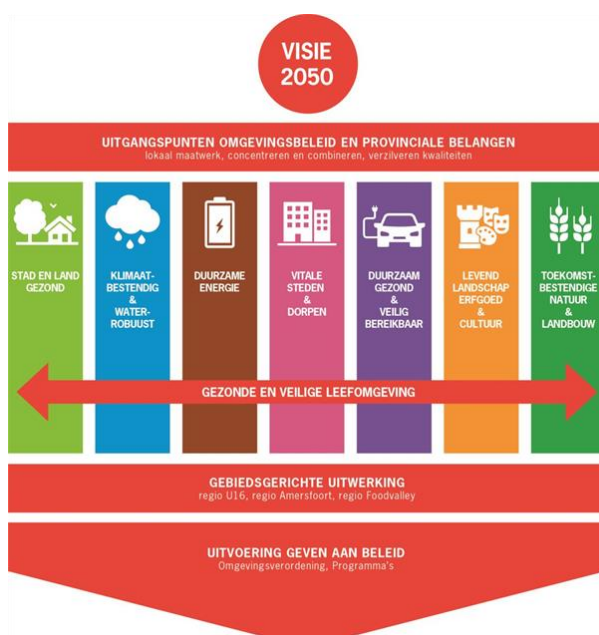 VISIE
2050
UITGANGSPUNTEN OMGEVINGSBELEID EN PROVINCIALE BELANGEN
lokaal maatwerk, concentreren en combineren, verzilveren kwaliteiten
STAD EN LAND
GEZOND
KLIMAAT-
BESTENDIG
&
WATER-
ROBUUST
DUURZAME
ENERGIE
VITALE
STEDEN
&
DORPEN
DUURZAAM
GEZOND
&
VEILIG
BEREIKBAAR
LEVEND
LANDSCHAP
ERFGOED
&
CULTUUR
TOEKOMST-
BESTENDIGE
NATUUR
&
LANDBOUW
GEZONDE EN VEILIGE LEEFOMGEVING
GEBIEDSGERICHTE UITWERKING
regio U16, regio Amersfoort, regio Foodvalley
UITVOERING GEVEN AAN BELEID
Omgevingsverordening, Programma's